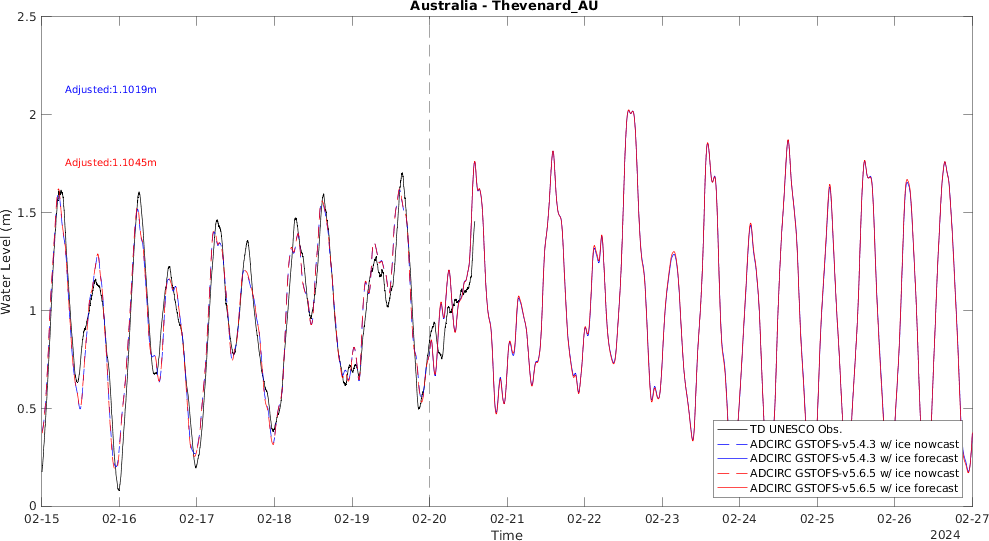 Australia - Thevenard_AU
2.5
2
1.5
1
0.5
0
Water Level (m)
Adjusted:1.1019m
Adjusted:1.1045m
TD UNESCO Obs.
ADCIRC GSTOFS-v5.4.3 w/ ice nowcast
ADCIRC GSTOFS-v5.4.3 w/ ice forecast
ADCIRC GSTOFS-v5.6.5 w/ ice nowcast
ADCIRC GSTOFS-v5.6.5 w/ ice forecast
02-15 02-16 02-17 02-18 02-19 02-20 02-21 02-22 02-23 02-24 02-25 02-26 02-27
Time
2024